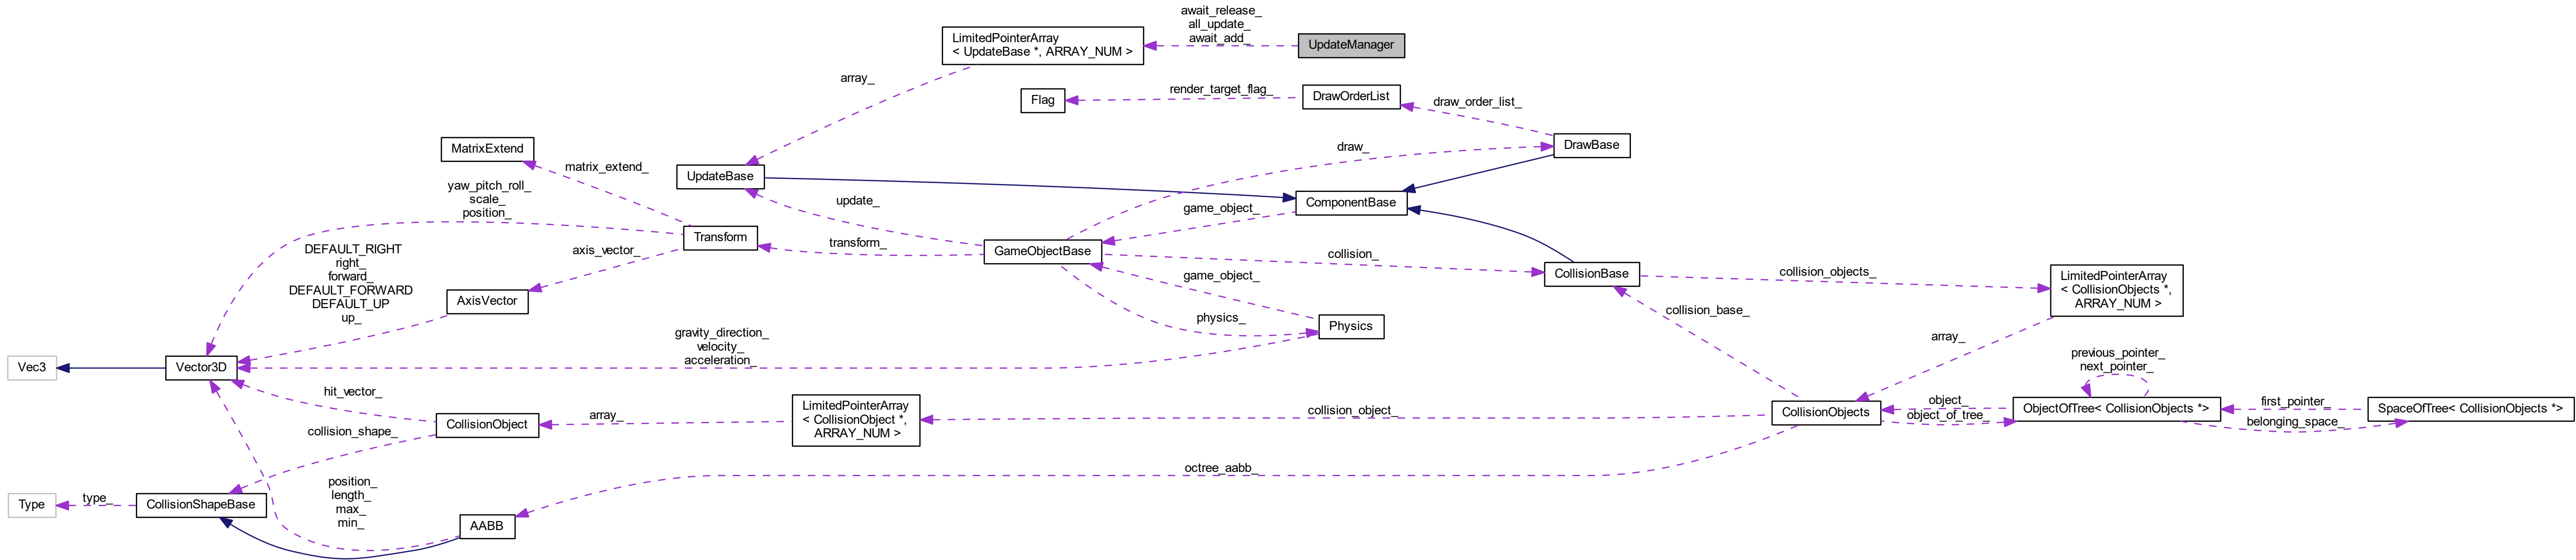 await_release_
all_update_
await_add_
LimitedPointerArray
< UpdateBase *, ARRAY_NUM >
UpdateManager
array_
render_target_flag_
Flag
DrawOrderList
draw_order_list_
MatrixExtend
matrix_extend_
draw_
DrawBase
UpdateBase
yaw_pitch_roll_
scale_
position_
update_
ComponentBase
game_object_
Transform
transform_
GameObjectBase
axis_vector_
collision_
DEFAULT_RIGHT
right_
forward_
DEFAULT_FORWARD
DEFAULT_UP
up_
AxisVector
game_object_
CollisionBase
collision_objects_
LimitedPointerArray
< CollisionObjects *,
ARRAY_NUM >
collision_base_
physics_
Physics
gravity_direction_
velocity_
acceleration_
array_
Vec3
Vector3D
previous_pointer_
next_pointer_
hit_vector_
LimitedPointerArray
< CollisionObject *,
ARRAY_NUM >
CollisionObject
array_
collision_object_
CollisionObjects
object_
object_of_tree_
ObjectOfTree< CollisionObjects *>
first_pointer_
belonging_space_
SpaceOfTree< CollisionObjects *>
collision_shape_
octree_aabb_
position_
length_
max_
min_
Type
type_
CollisionShapeBase
AABB